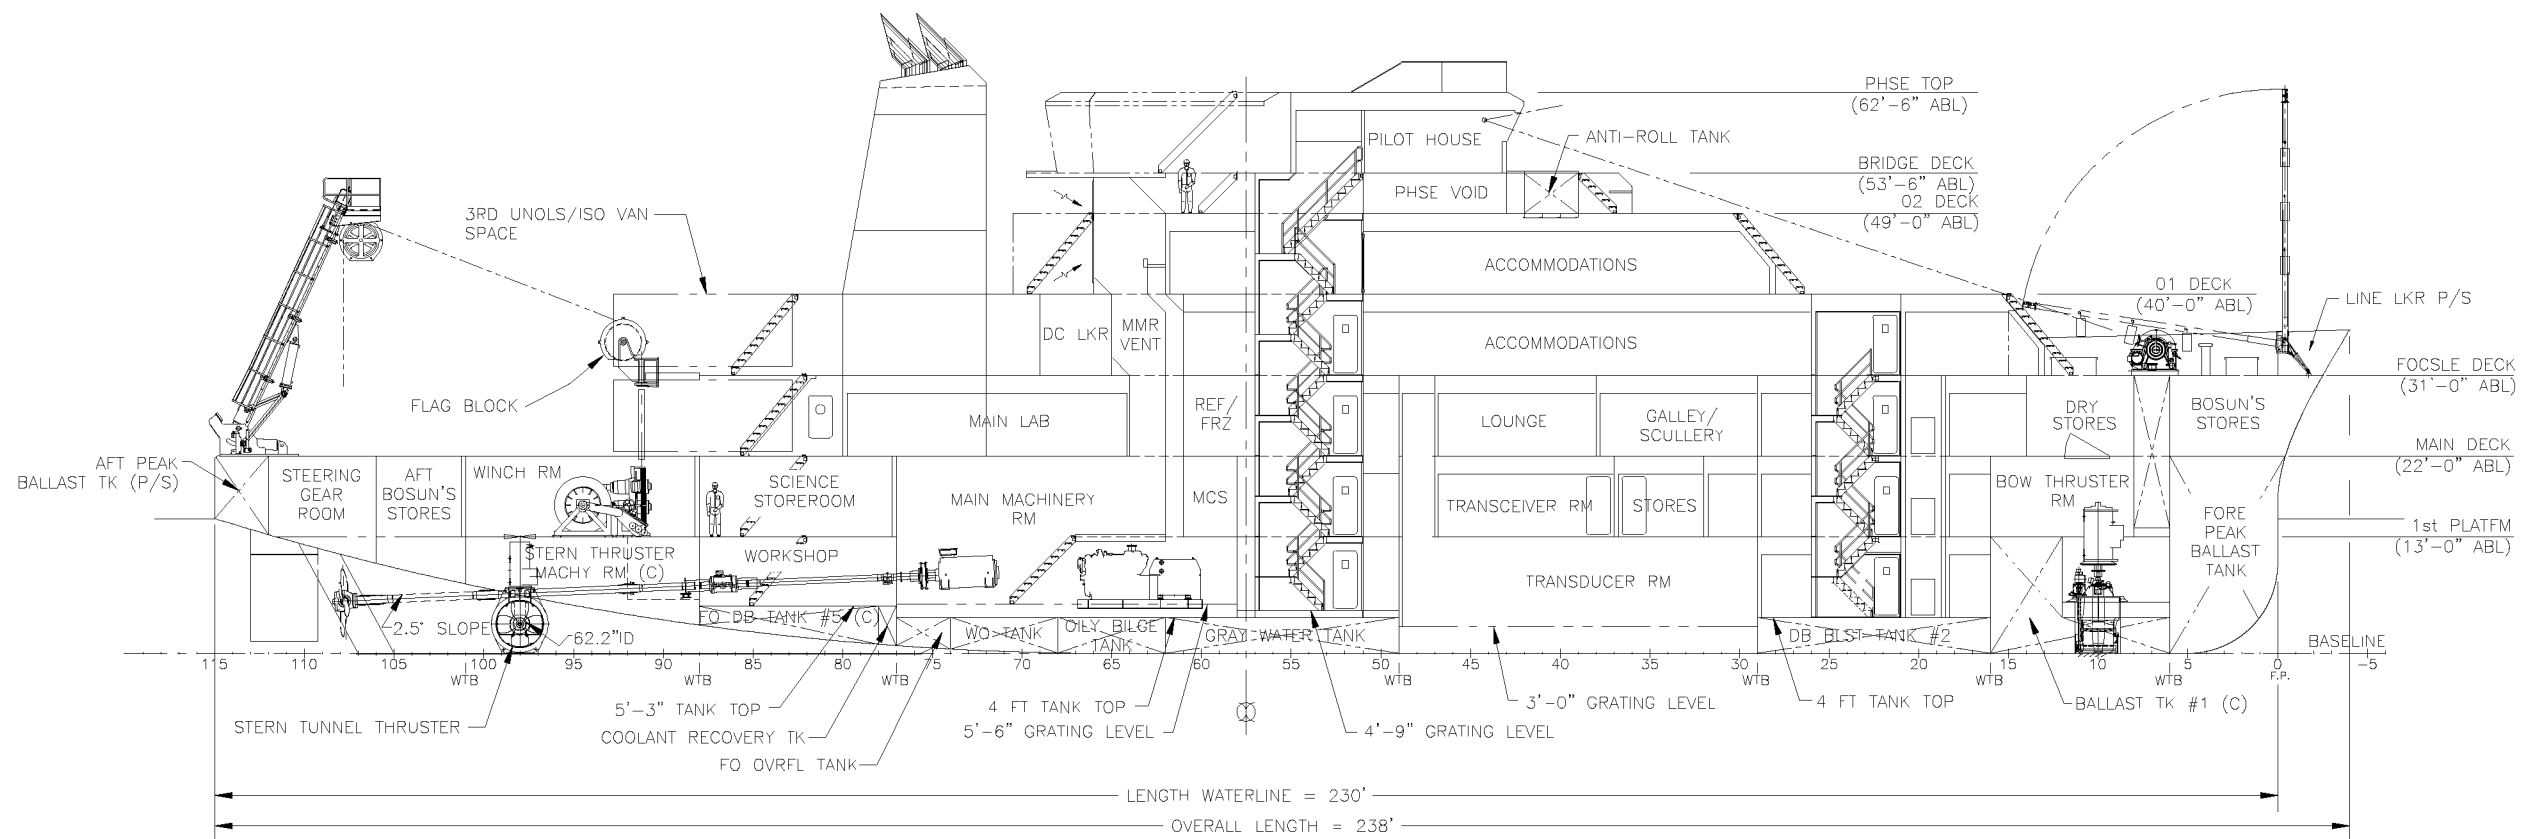 PHSE TOP
(62'-6" ABL)
PILOT HOUSE
ANTI-ROLL TANK
BRIDGE DECK
(53'-6" ABL)
PHSE VOID
02 DECK
(49'-0" ABL)
3RD UNOLS/ISO VAN
SPACE
ACCOMMODATIONS
01 DECK
(40'-0" ABL)
LINE LKR P/S
DC LKR
MMR
VENT
ACCOMMODATIONS
FOCSLE DECK
(31'-0" ABL)
FLAG BLOCK
MAIN LAB
REF/
FRZ
LOUNGE
GALLEY/
SCULLERY
DRY
STORES
BOSUN'S
STORES
MAIN DECK
(22'-0" ABL)
AFT PEAK
BALLAST TK (P/S)
STEERING
GEAR
ROOM
AFT
BOSUN'S
STORES
WINCH RM
SCIENCE
STOREROOM
MAIN MACHINERY
RM
MCS
TRANSCEIVER RM
STORES
BOW THRUSTER
RM
FORE
PEAK
BALLAST
TANK
1st PLATFM
(13'-0" ABL)
STERN THRUSTER
MACHY RM (C)
WORKSHOP
TRANSDUCER RM
2.5° SLOPE
62.2"ID
FO DB TANK #5 (C)
WO TANK
OILY BILGE
TANK
GRAY WATER TANK
DB BLST TANK #2
BASELINE
115 110 105 100 95 90 85 80 75 70 65 60 55 50 45 40 35 30 25 20 15 10 5 0 -5
WTB WTB WTB WTB WTB WTB WTB F.P.
STERN TUNNEL THRUSTER
5'-3" TANK TOP
COOLANT RECOVERY TK
FO OVRFL TANK
4 FT TANK TOP
5'-6" GRATING LEVEL
4'-9" GRATING LEVEL
3'-0" GRATING LEVEL
4 FT TANK TOP
BALLAST TK #1 (C)
LENGTH WATERLINE = 230'
OVERALL LENGTH = 238'